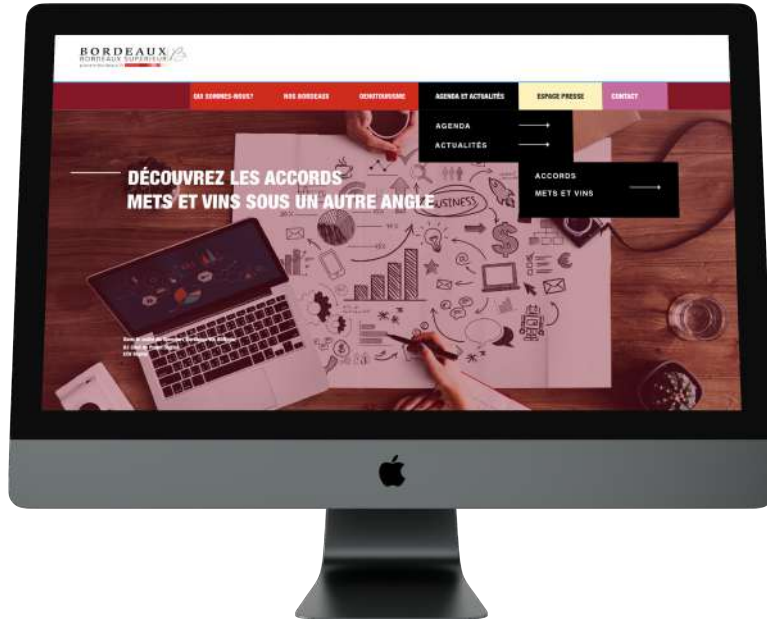 BORDEAUX
BORDEAUX SUPÉRIEUR
QUI SOMMES-NOUS?
NOS BORDEAUX
OENOTOURISME
AGENDA ET ACTUALITÉS
ESPACE PRESSE
CONTACT
AGENDA
ACTUALITÉS
ACCORDS
METS ET VINS
DÉCOUVREZ LES ACCORDS
METS ET VINS SOUS UN AUTRE ANGLE
BUSINESS